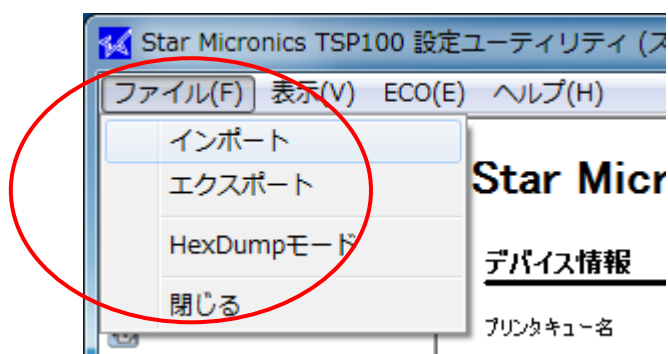 Star Micronics TSP100 設定ユーティリティ (ス
ファイル(F) 表示(V) ECO(E) ヘルプ(H)
インポート
エクスポート
HexDumpモード
閉じる
Star Micr
デバイス情報
プリンタキュー名